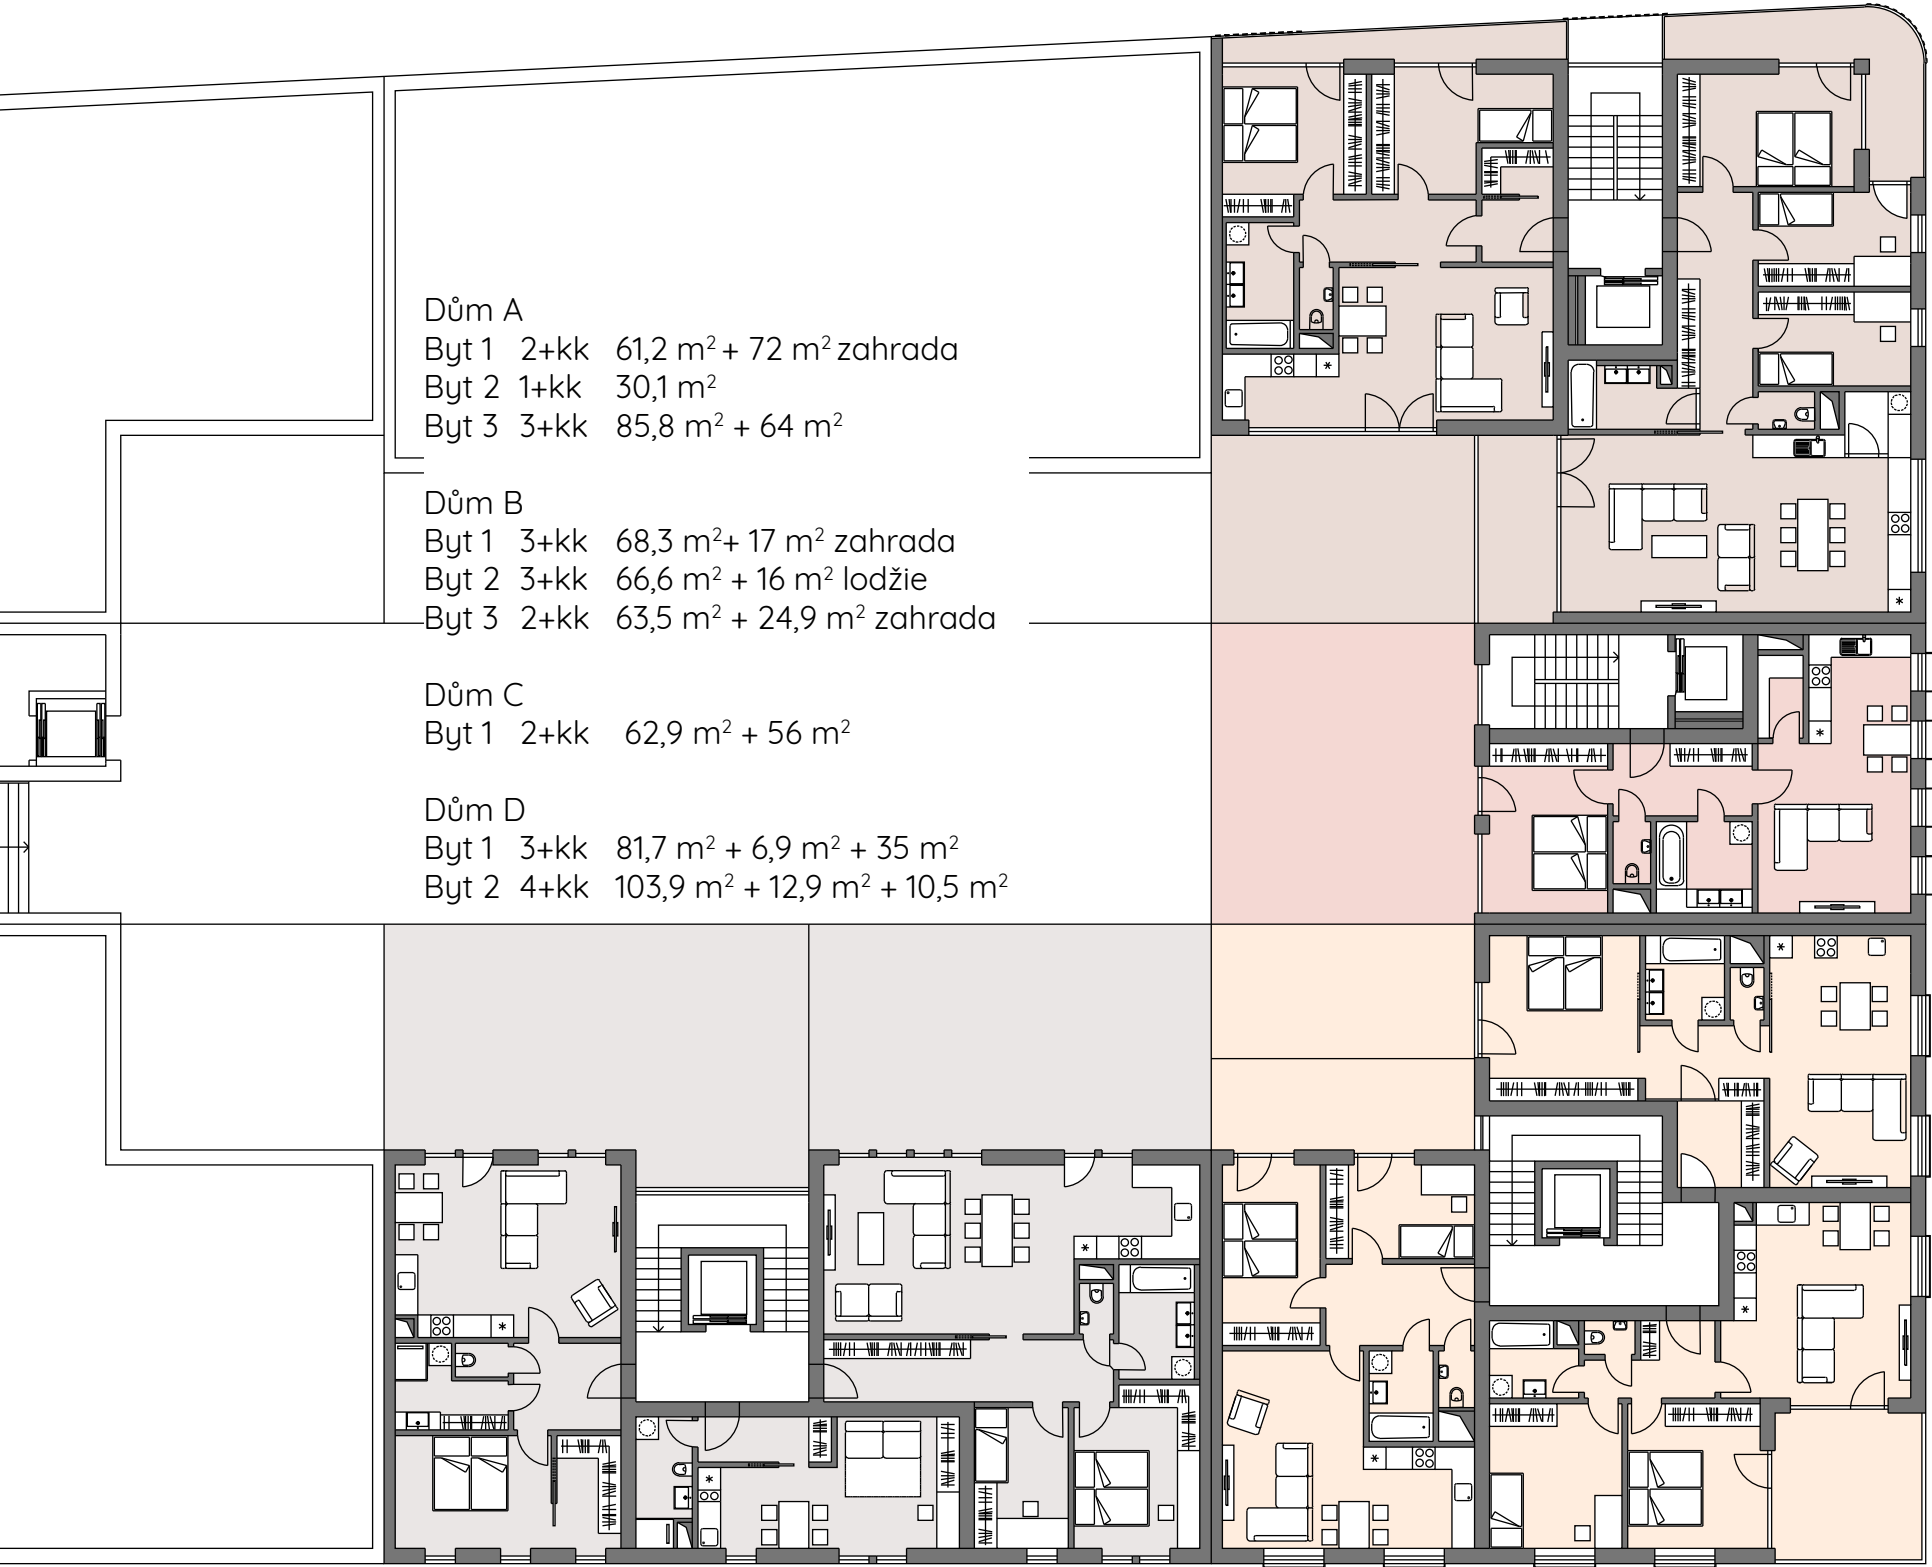 Dům A
Byt 1 2+kk 61,2 m² + 72 m² zahrada
Byt 2 1+kk 30,1 m²
Byt 3 3+kk 85,8 m² + 64 m²
Dům B
Byt 1 3+kk 68,3 m²+ 17 m² zahrada
Byt 2 3+kk 66,6 m² + 16 m² lodžie
Byt 3 2+kk 63,5 m² + 24,9 m² zahrada
Dům C
Byt 1 2+kk 62,9 m² + 56 m²
Dům D
Byt 1 3+kk 81,7 m² + 6,9 m² + 35 m²
Byt 2 4+kk 103,9 m² + 12,9 m² + 10,5 m²